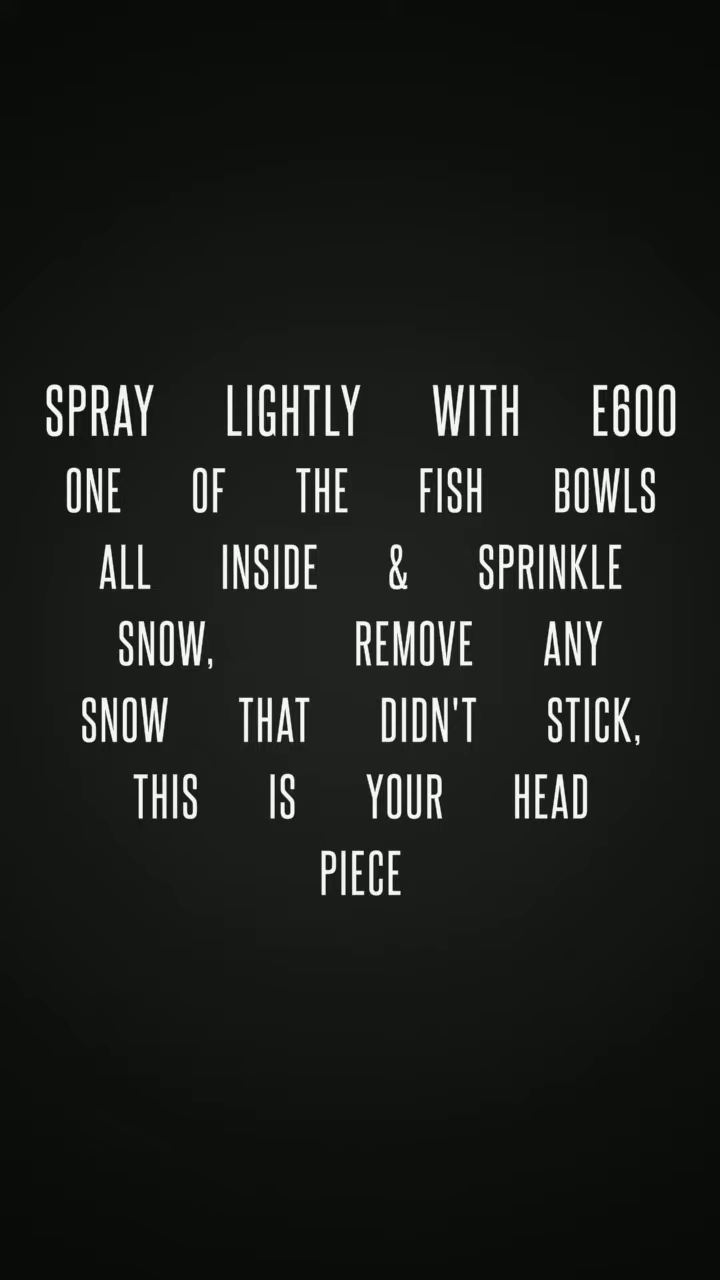 SPRAY LIGHTLY WITH E600
ONE OF THE FISH BOWLS
ALL INSIDE & SPRINKLE
SNOW, REMOVE ANY
SNOW THAT DIDN'T STICK,
THIS IS YOUR HEAD
PIECE